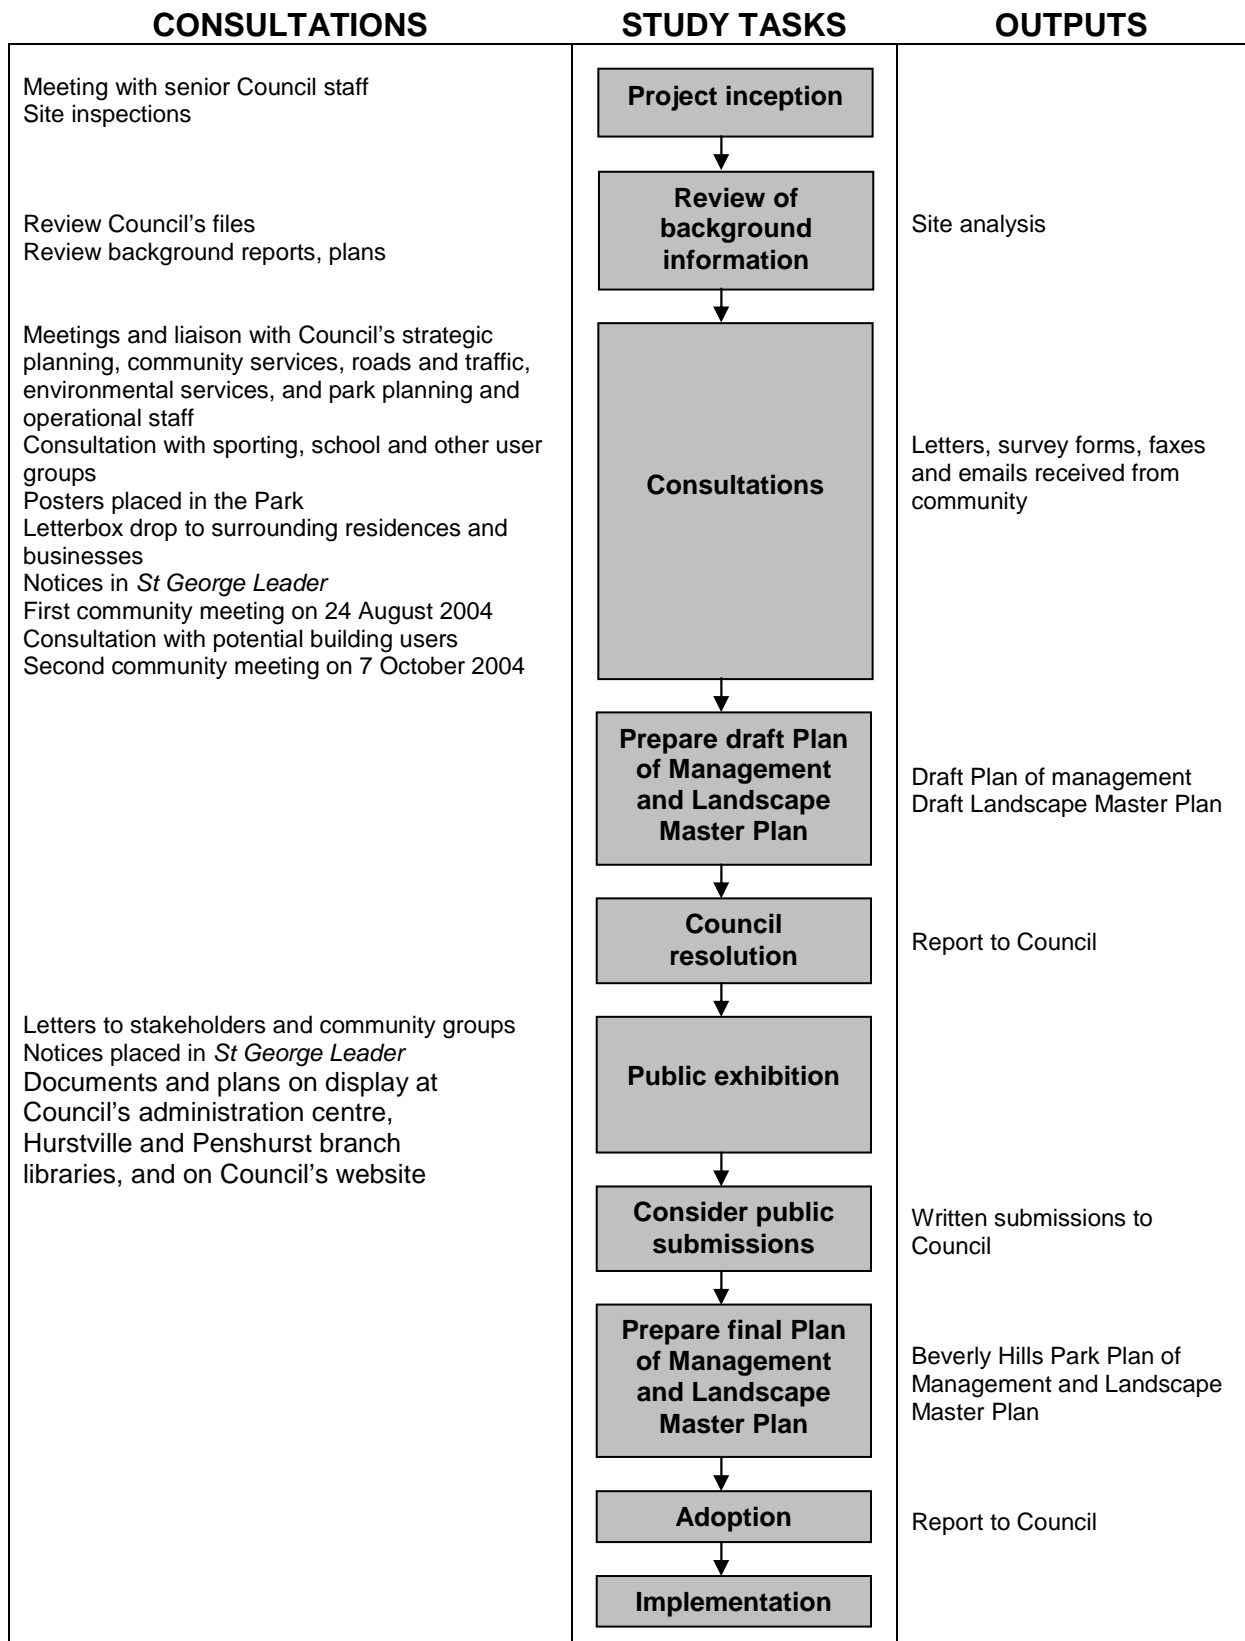 CONSULTATIONS STUDY TASKS OUTPUTS
Meeting with senior Council staff
Site inspections
Project inception
Review Council’s files
Review background reports, plans
Review of
background
information
Site analysis
Meetings and liaison with Council’s strategic
planning, community services, roads and traffic,
environmental services, and park planning and
operational staff
Consultation with sporting, school and other user
groups
Posters placed in the Park
Letterbox drop to surrounding residences and
businesses
Notices in St George Leader
First community meeting on 24 August 2004
Consultation with potential building users
Second community meeting on 7 October 2004
Consultations
Letters, survey forms, faxes
and emails received from
community
Prepare draft Plan
of Management
and Landscape
Master Plan
Draft Plan of management
Draft Landscape Master Plan
Council
resolution
Report to Council
Letters to stakeholders and community groups
Notices placed in St George Leader
Documents and plans on display at
Council’s administration centre,
Hurstville and Penshurst branch
libraries, and on Council’s website
Public exhibition
Consider public
submissions
Written submissions to
Council
Prepare final Plan
of Management
and Landscape
Master Plan
Beverly Hills Park Plan of
Management and Landscape
Master Plan
Adoption
Report to Council
Implementation